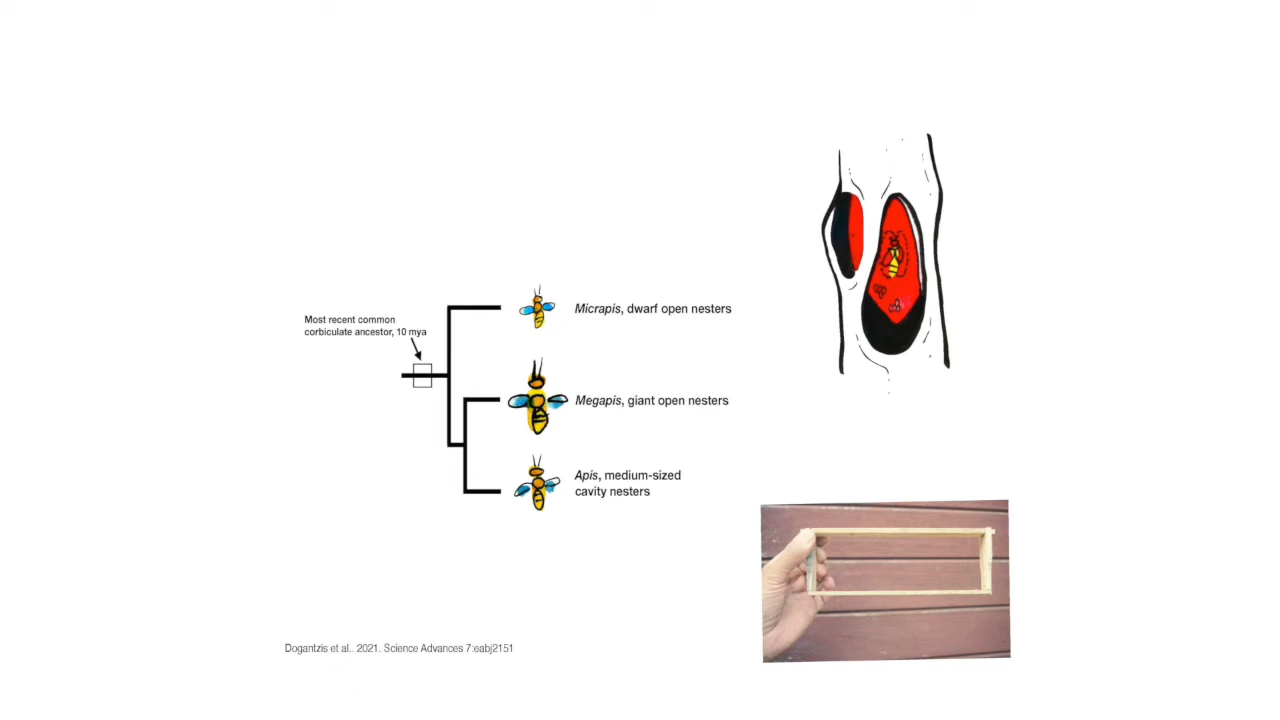 Most recent common
corbiculate ancestor, 10 mya
Micrapis, dwarf open nesters
Megapis, giant open nesters
Apis, medium-sized
cavity nesters
Dogantzis et al.. 2021. Science Advances 7:eabj2151